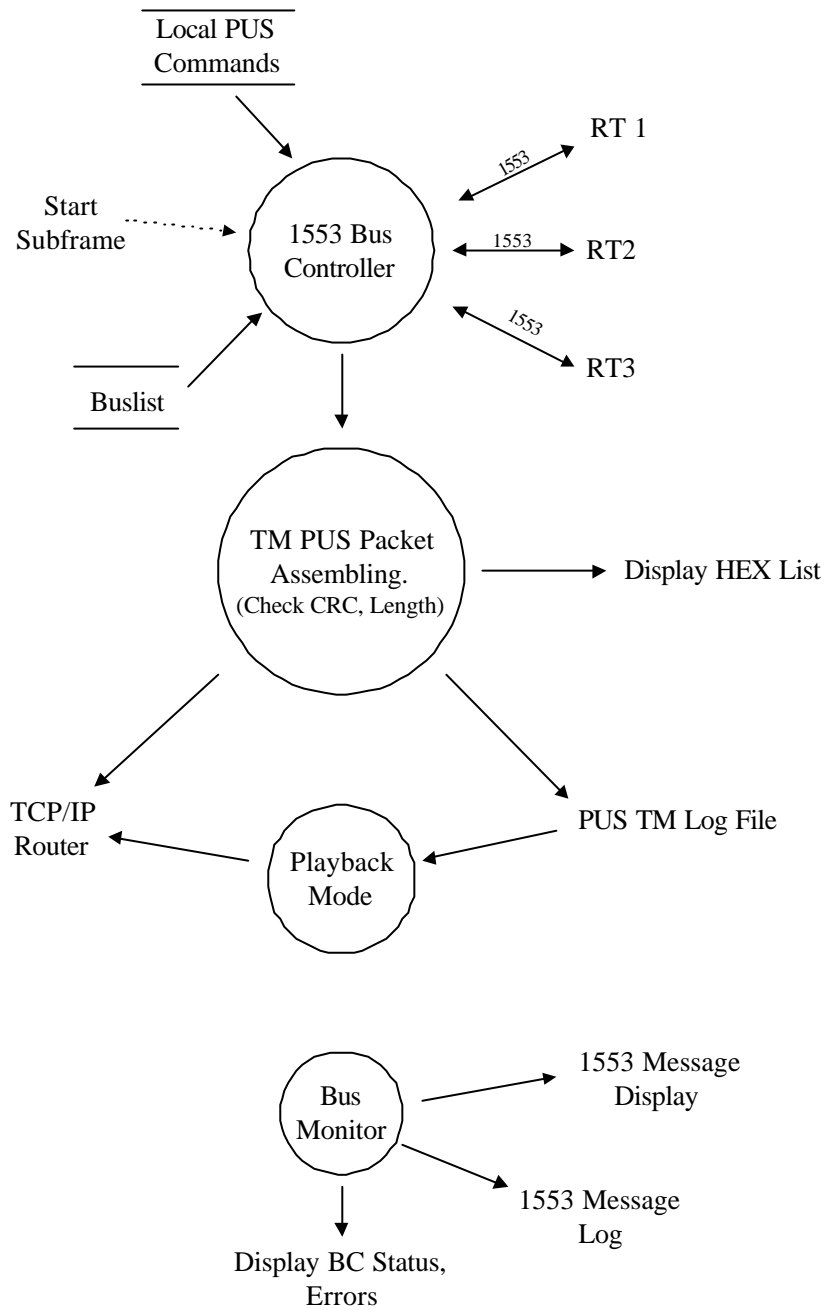 Local PUS
Commands
RT 1
1553
Start
Subframe
1553 Bus
Controller
1553
RT2
1553
RT3
Buslist
TM PUS Packet
Assembling.
(Check CRC, Length)
Display HEX List
TCP/IP
Router
Playback
Mode
PUS TM Log File
Bus
Monitor
1553 Message
Display
1553 Message
Log
Display BC Status,
Errors